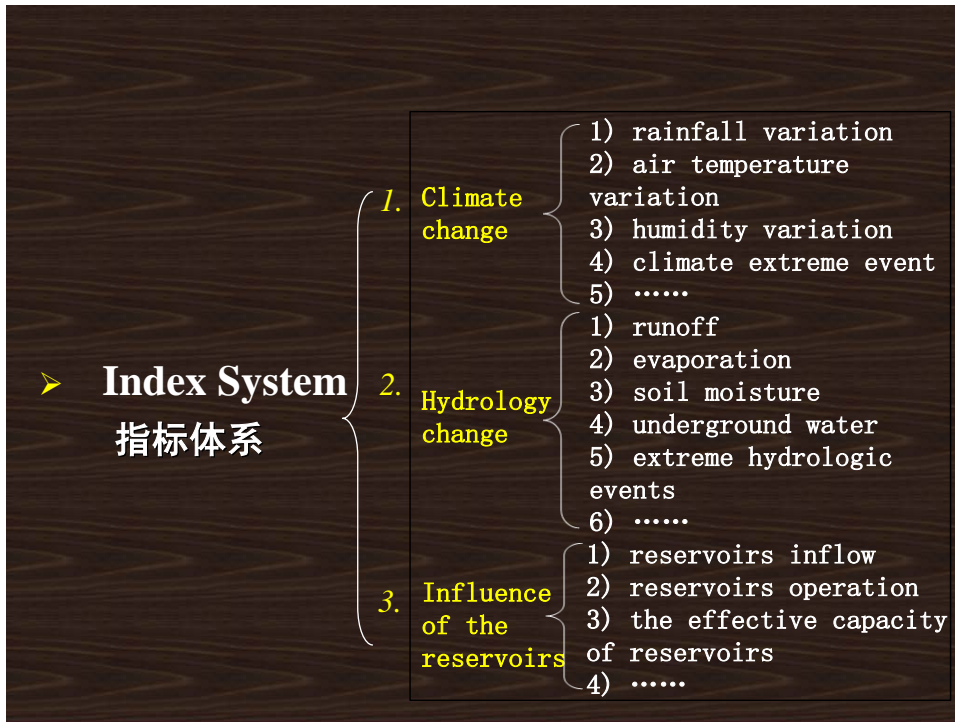 ➢ Index System
指标体系
1. Climate
change
1) rainfall variation
2) air temperature
variation
3) humidity variation
4) climate extreme event
5) ……
2. Hydrology
change
1) runoff
2) evaporation
3) soil moisture
4) underground water
5) extreme hydrologic
events
6) ……
3. Influence
of the
reservoirs
1) reservoirs inflow
2) reservoirs operation
3) the effective capacity
of reservoirs
4) ……